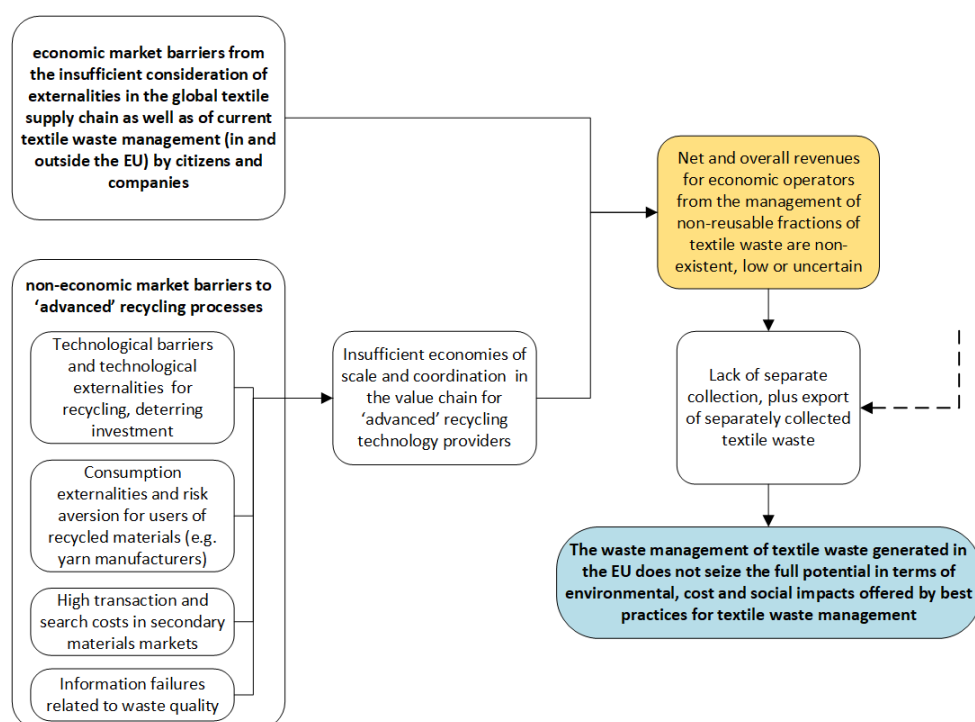 economic market barriers from
the insufficient consideration of
externalities in the global textile
supply chain as well as of current
textile waste management (in and
outside the EU) by citizens and
companies
non-economic market barriers to
‘advanced’ recycling processes
Technological barriers
and technological
externalities for
recycling, deterring
investment
Consumption
externalities and risk
aversion for users of
recycled materials (e.g.
yarn manufacturers)
High transaction and
search costs in secondary
materials markets
Information failures
related to waste quality
Insufficient economies of
scale and coordination in
the value chain for
‘advanced’ recycling
technology providers
Net and overall revenues
for economic operators
from the management of
non-reusable fractions of
textile waste are non-
existent, low or uncertain
Lack of separate
collection, plus export
of separately collected
textile waste
The waste management of textile waste generated in
the EU does not seize the full potential in terms of
environmental, cost and social impacts offered by best
practices for textile waste management